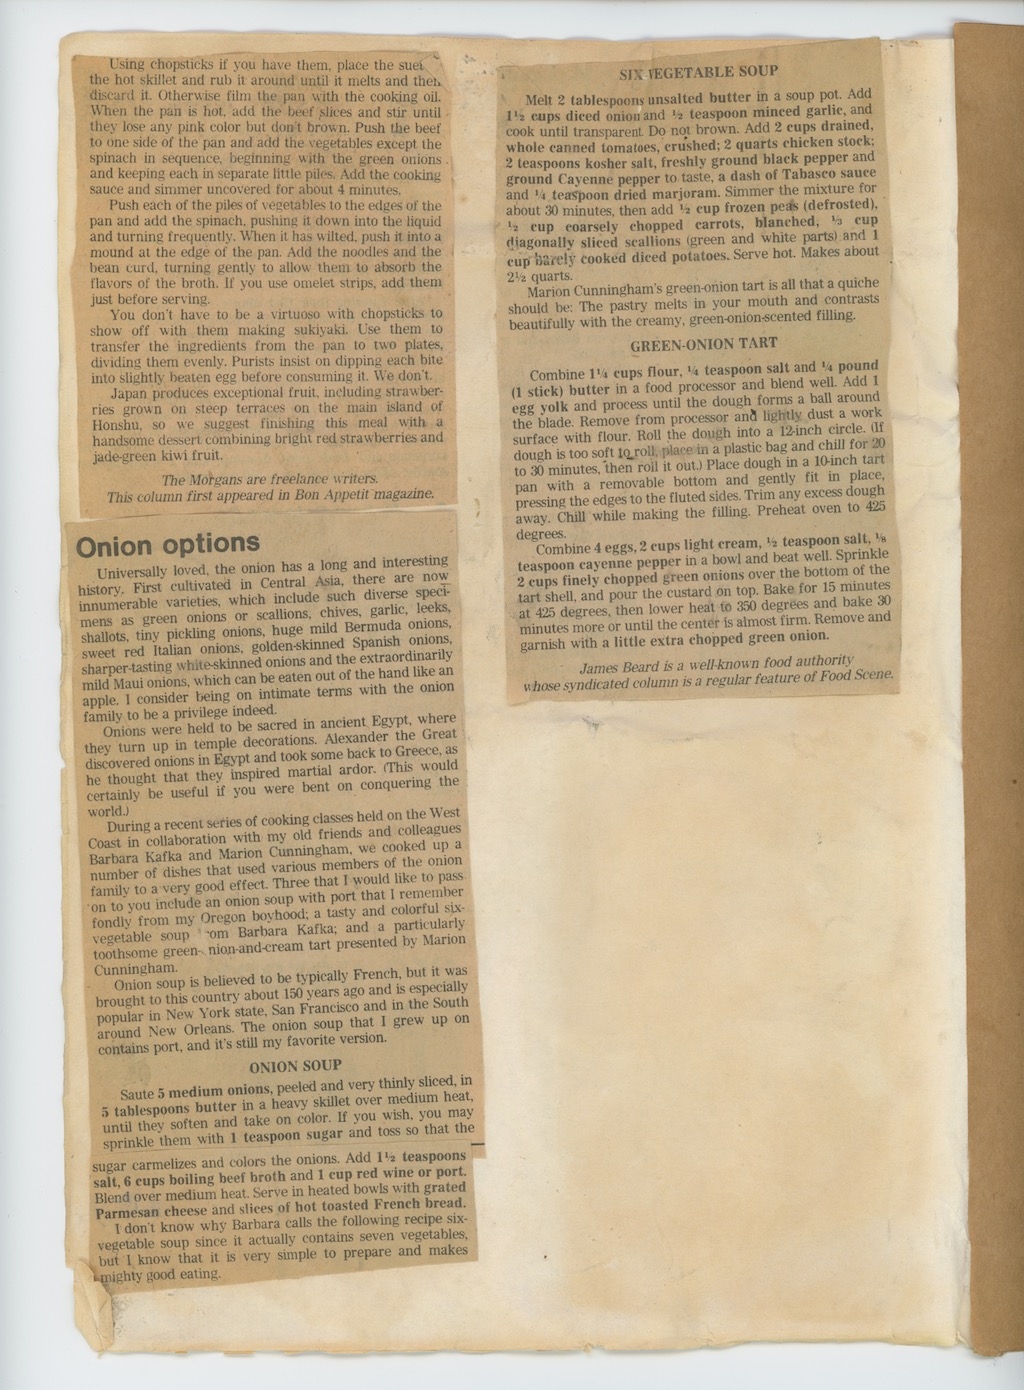 Using chopsticks if you have them, place the suet
the hot skillet and rub it around until it melts and then
discard it. Otherwise film the pan with the cooking oil.
When the pan is hot, add the beef slices and stir until
they lose any pink color but don't brown. Push the beef
to one side of the pan and add the vegetables except the
spinach in sequence, beginning with the green onions
and keeping each in separate little piles. Add the cooking
sauce and simmer uncovered for about 4 minutes.
Push each of the piles of vegetables to the edges of the
pan and add the spinach, pushing it down into the liquid
and turning frequently. When it has wilted, push it into a
mound at the edge of the pan. Add the noodles and the
bean curd, turning gently to allow them to absorb the
flavors of the broth. If you use omelet strips, add them
just before serving.
You don't have to be a virtuoso with chopsticks to
show off with them making sukiyaki. Use them to
transfer the ingredients from the pan to two plates,
dividing them evenly. Purists insist on dipping each bite
into slightly beaten egg before consuming it. We don't.
Japan produces exceptional fruit, including strawber-
ries grown on steep terraces on the main island of
Honshu, so we suggest finishing this meal with a
handsome dessert combining bright red strawberries and
jade-green kiwi fruit.
The Morgans are freelance writers.
This column first appeared in Bon Appetit magazine.
Onion options
Universally loved, the onion has a long and interesting
history. First cultivated in Central Asia, there are now
innumerable varieties, which include such diverse speci-
mens as green onions or scallions, chives, garlic, leeks,
shallots, tiny pickling onions, huge mild Bermuda onions,
sweet red Italian onions, golden-skinned Spanish onions,
sharper-tasting white-skinned onions and the extraordinarily
mild Maui onions, which can be eaten out of the hand like an
apple. I consider being on intimate terms with the onion
family to be a privilege indeed.
Onions were held to be sacred in ancient Egypt, where
they turn up in temple decorations. Alexander the Great
discovered onions in Egypt and took some back to Greece, as
he thought that they inspired martial ardor. (This would
certainly be useful if you were bent on conquering the
world.)
During a recent series of cooking classes held on the West
Coast in collaboration with my old friends and colleagues
Barbara Kafka and Marion Cunningham, we cooked up a
number of dishes that used various members of the onion
family to a very good effect. Three that I would like to pass
on to you include an onion soup with port that I remember
fondly from my Oregon boyhood; a tasty and colorful six-
vegetable soup om Barbara Kafka; and a particularly
toothsome green- nion-and-cream tart presented by Marion
Cunningham.
Onion soup is believed to be typically French, but it was
brought to this country about 150 years ago and is especially
popular in New York state, San Francisco and in the South
around New Orleans. The onion soup that I grew up on
contains port, and it's still my favorite version.
ONION SOUP
Saute 5 medium onions, peeled and very thinly sliced, in
5 tablespoons butter in a heavy skillet over medium heat,
until they soften and take on color. If you wish, you may
sprinkle them with 1 teaspoon sugar and toss so that the
sugar carmelizes and colors the onions. Add 1½ teaspoons
salt, 6 cups boiling beef broth and 1 cup red wine or port.
Blend over medium heat. Serve in heated bowls with grated
Parmesan cheese and slices of hot toasted French bread.
I don't know why Barbara calls the following recipe six-
vegetable soup since it actually contains seven vegetables,
but I know that it is very simple to prepare and makes
mighty good eating.
SIX-VEGETABLE SOUP
Melt 2 tablespoons unsalted butter in a soup pot. Add
1½ cups diced onion and ½ teaspoon minced garlic, and
cook until transparent. Do not brown. Add 2 cups drained,
whole canned tomatoes, crushed; 2 quarts chicken stock;
2 teaspoons kosher salt, freshly ground black pepper and
ground Cayenne pepper to taste, a dash of Tabasco sauce
and ¼ teaspoon dried marjoram. Simmer the mixture for
about 30 minutes, then add ½ cup frozen peas (defrosted),
½ cup coarsely chopped carrots, blanched, ⅓ cup
diagonally sliced scallions (green and white parts) and 1
cup barely cooked diced potatoes. Serve hot. Makes about
2½ quarts.
Marion Cunningham's green-onion tart is all that a quiche
should be: The pastry melts in your mouth and contrasts
beautifully with the creamy, green-onion-scented filling.
GREEN-ONION TART
Combine 1¼ cups flour, ¼ teaspoon salt and ¼ pound
(1 stick) butter in a food processor and blend well. Add 1
egg yolk and process until the dough forms a ball around
the blade. Remove from processor and lightly dust a work
surface with flour. Roll the dough into a 12-inch circle. (If
dough is too soft to roll, place in a plastic bag and chill for 20
to 30 minutes, then roll it out.) Place dough in a 10-inch tart
pan with a removable bottom and gently fit in place,
pressing the edges to the fluted sides. Trim any excess dough
away. Chill while making the filling. Preheat oven to 425
degrees.
Combine 4 eggs, 2 cups light cream, ½ teaspoon salt, ⅛
teaspoon cayenne pepper in a bowl and beat well. Sprinkle
2 cups finely chopped green onions over the bottom of the
tart shell, and pour the custard on top. Bake for 15 minutes
at 425 degrees, then lower heat to 350 degrees and bake 30
minutes more or until the center is almost firm. Remove and
garnish with a little extra chopped green onion.
James Beard is a well-known food authority
whose syndicated column is a regular feature of Food Scene.